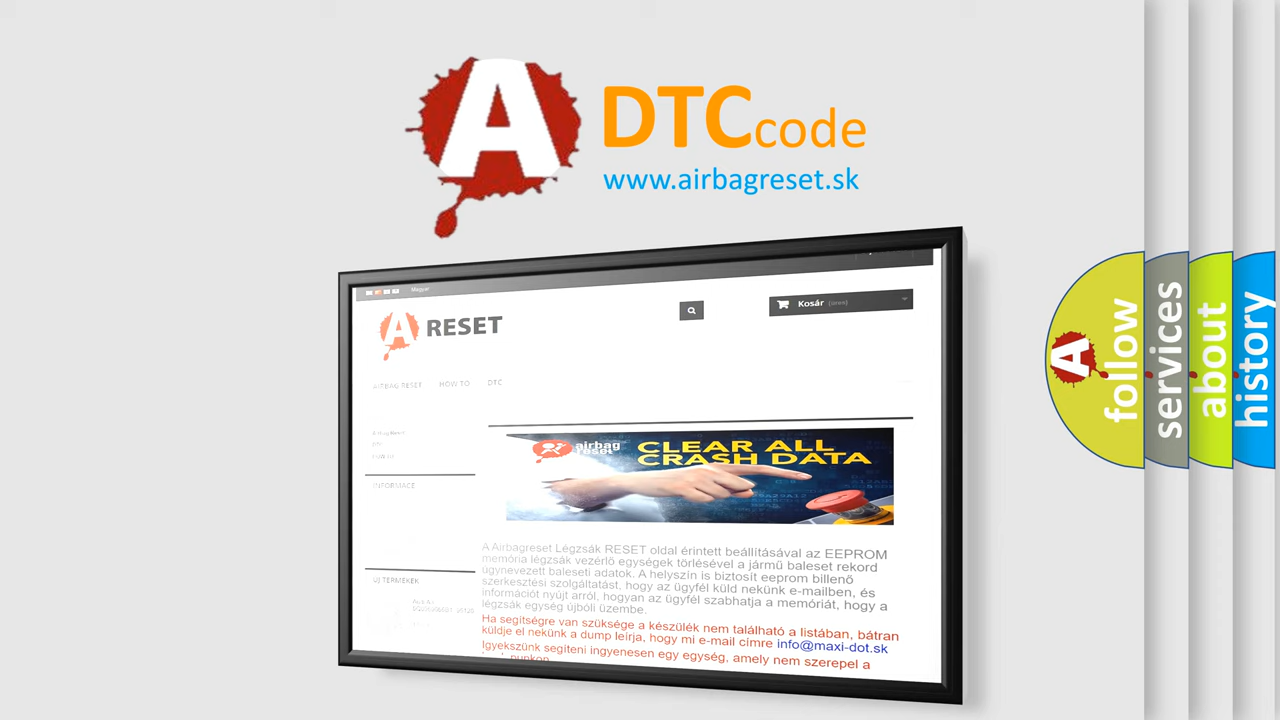 A
DTC code
www.airbagreset.sk
Magyar
A RESET
Kosár
AIRBAG RESET HOW TO DTC
INFORMACE
airbag
reset
CLEAR ALL
CRASH DATA
A Airbagreset Légzsák RESET oldal érintett beállításával az EEPROM
memória légzsák vezérlő egységek törlésével a jármű baleset rekord
úgynevezett baleseti adatok. A helyszín is biztosít eeprom billenő
szerkesztési szolgáltatást, hogy az ügyfél küld nekünk e-mailben, és
információt nyújt arról, hogyan az ügyfél szabhatja a memóriát, hogy a
légzsák egység újbóli üzembe.
Ha segítségre van szüksége a készülék nem található a listában, bátran
küldje el nekünk a dump leírja, hogy mi e-mail címre info@maxi-dot.sk
Igyekszünk segíteni ingyenesen egy egység, amely nem szerepel a
ÚJ TERMÉKEK
A
follow
services
about
history